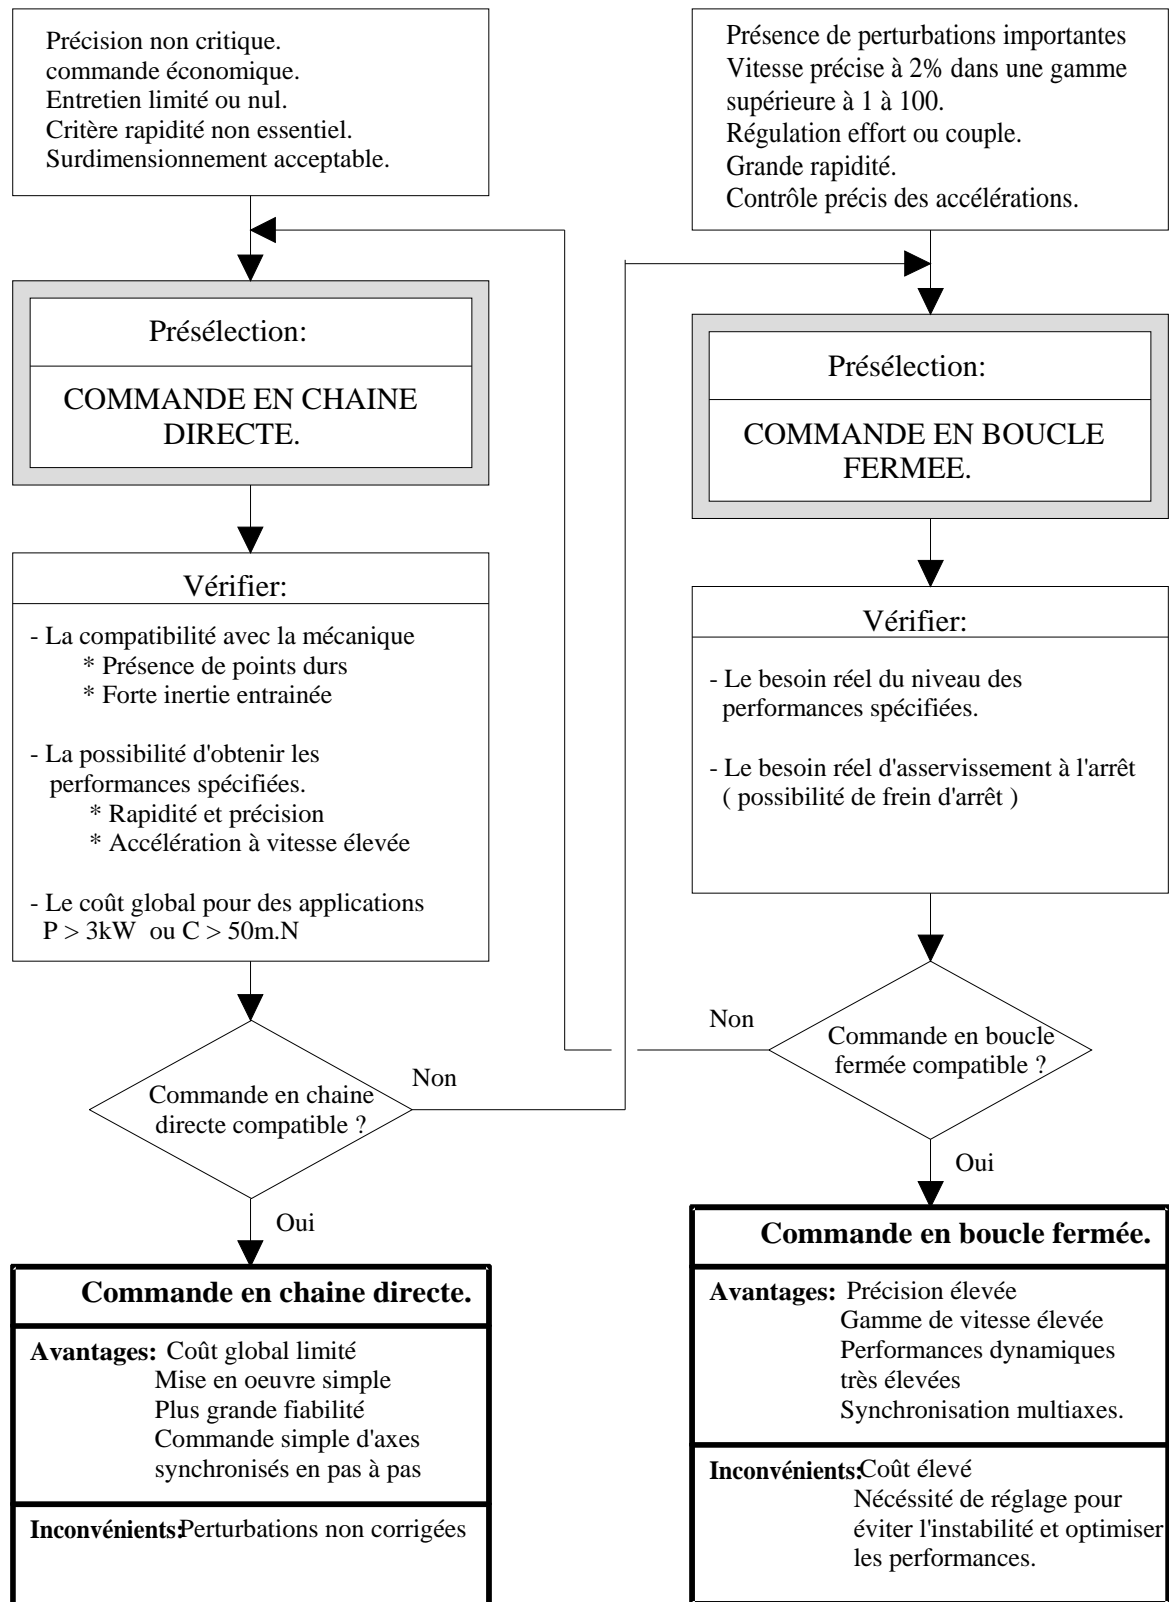 Précision non critique.
commande économique.
Entretien limité ou nul.
Critère rapidité non essentiel.
Surdimensionnement acceptable.
Présélection:
COMMANDE EN CHAINE
DIRECTE.
Vérifier:
- La compatibilité avec la mécanique
* Présence de points durs
* Forte inertie entrainée
- La possibilité d'obtenir les
performances spécifiées.
* Rapidité et précision
* Accélération à vitesse élevée
- Le coût global pour des applications
P > 3kW ou C > 50m.N
Commande en chaine
directe compatible ?
Non
Oui
Commande en chaine directe.
Avantages: Coût global limité
Mise en oeuvre simple
Plus grande fiabilité
Commande simple d'axes
synchronisés en pas à pas
Inconvénients: Perturbations non corrigées
Présence de perturbations importantes
Vitesse précise à 2% dans une gamme
supérieure à 1 à 100.
Régulation effort ou couple.
Grande rapidité.
Contrôle précis des accélérations.
Présélection:
COMMANDE EN BOUCLE
FERMEE.
Vérifier:
- Le besoin réel du niveau des
performances spécifiées.
- Le besoin réel d'asservissement à l'arrêt
( possibilité de frein d'arrêt )
Commande en boucle
fermée compatible ?
Non
Oui
Commande en boucle fermée.
Avantages: Précision élevée
Gamme de vitesse élevée
Performances dynamiques
très élevées
Synchronisation multiaxes.
Inconvénients: Coût élevé
Nécéssité de réglage pour
éviter l'instabilité et optimiser
les performances.